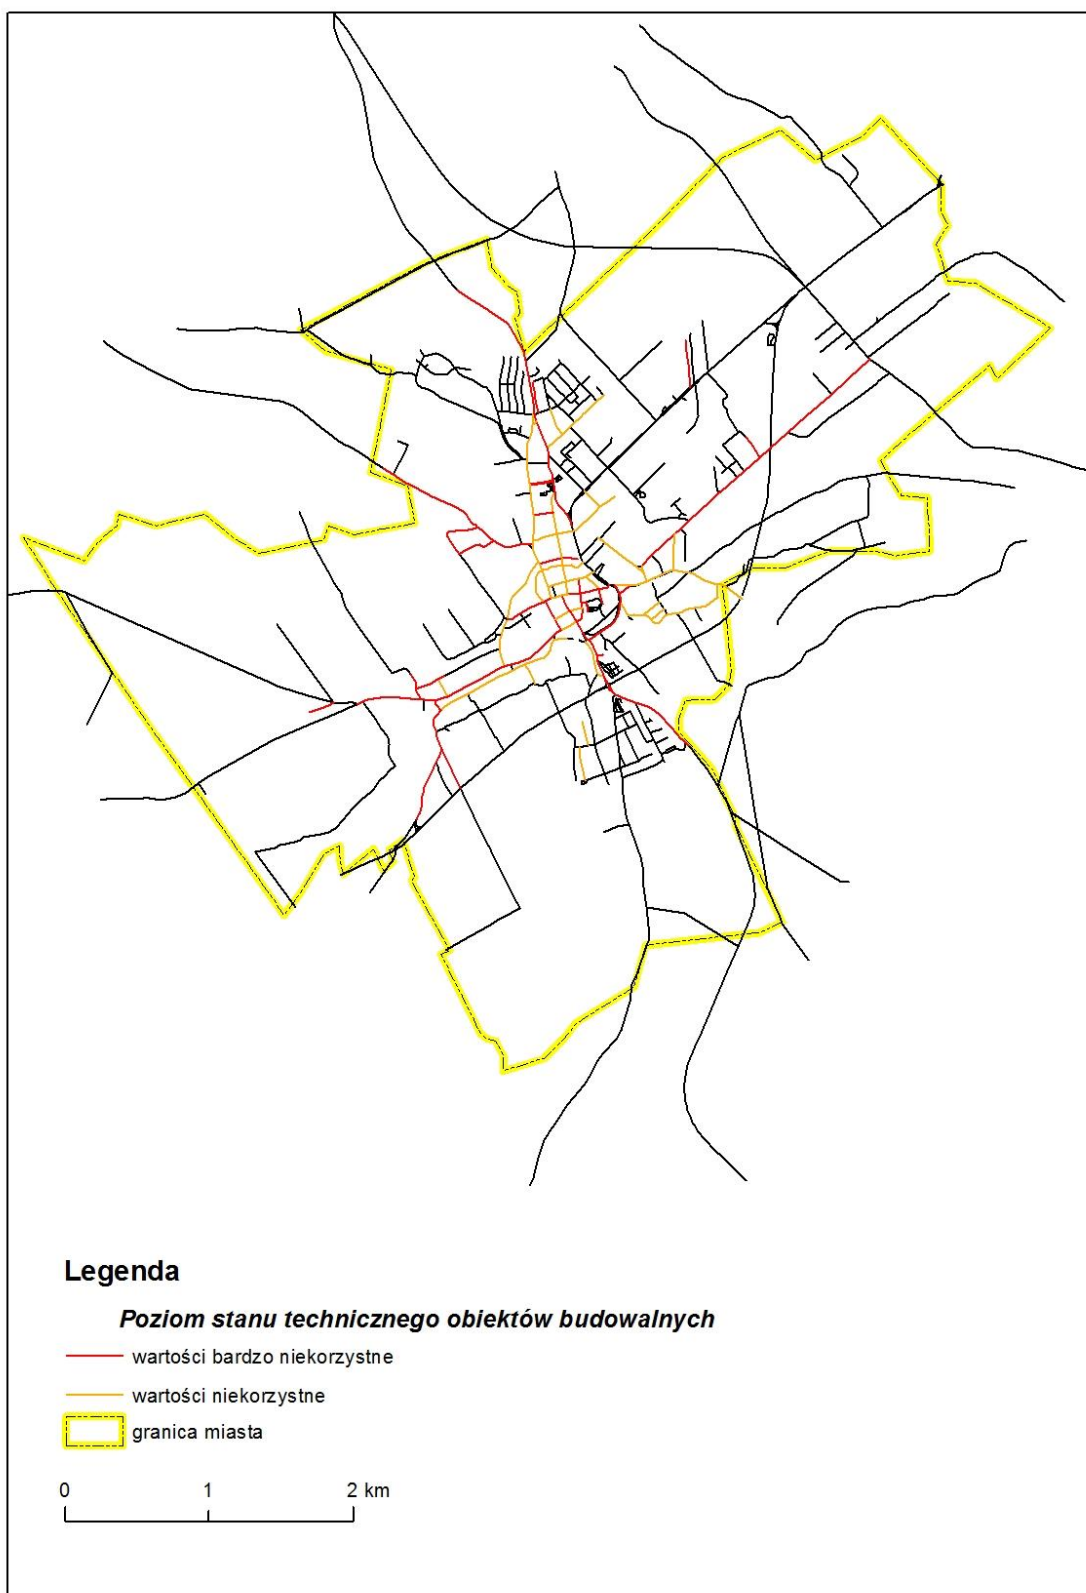 Legenda
Poziom stanu technicznego obiektów budowalnych
wartości bardzo niekorzystne
wartości niekorzystne
granica miasta
0 1 2 km